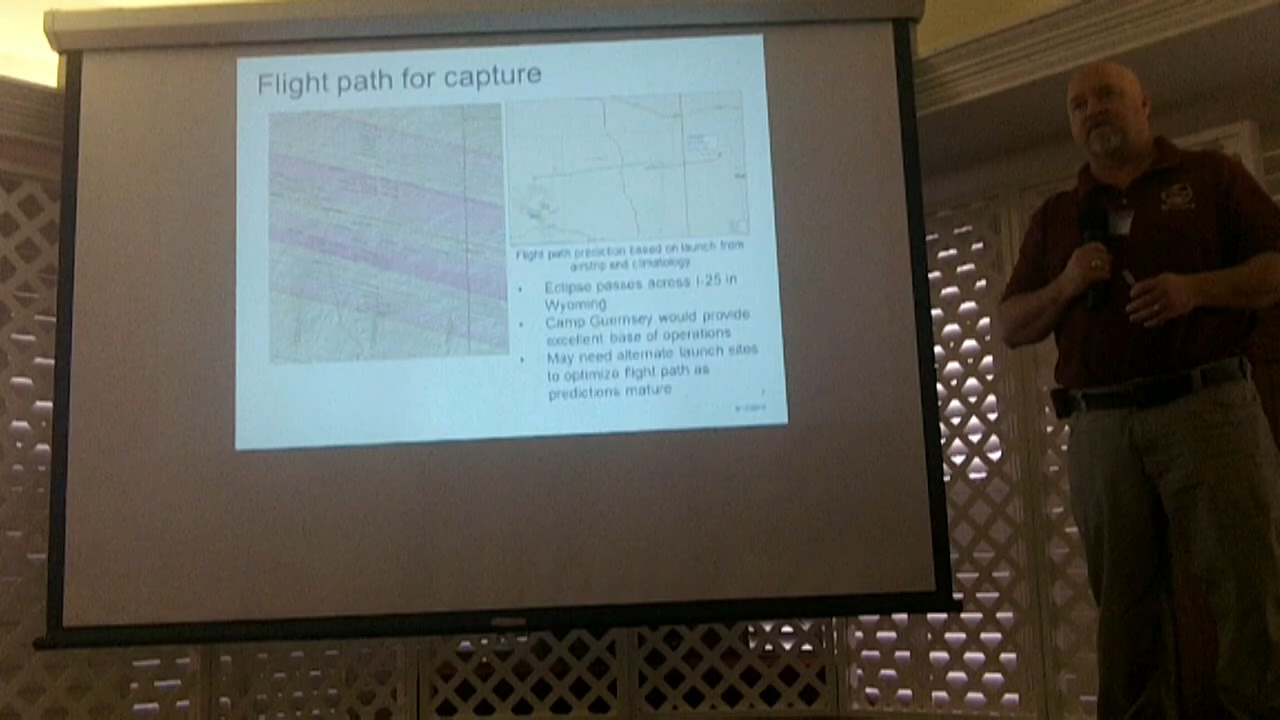 Flight path for capture
Flight path prediction based on launch from
airstrip and climatology
• Eclipse passes across I-25 in
Wyoming
• Camp Guernsey would provide
excellent base of operations
• May need alternate launch sites
to optimize flight path as
predictions mature